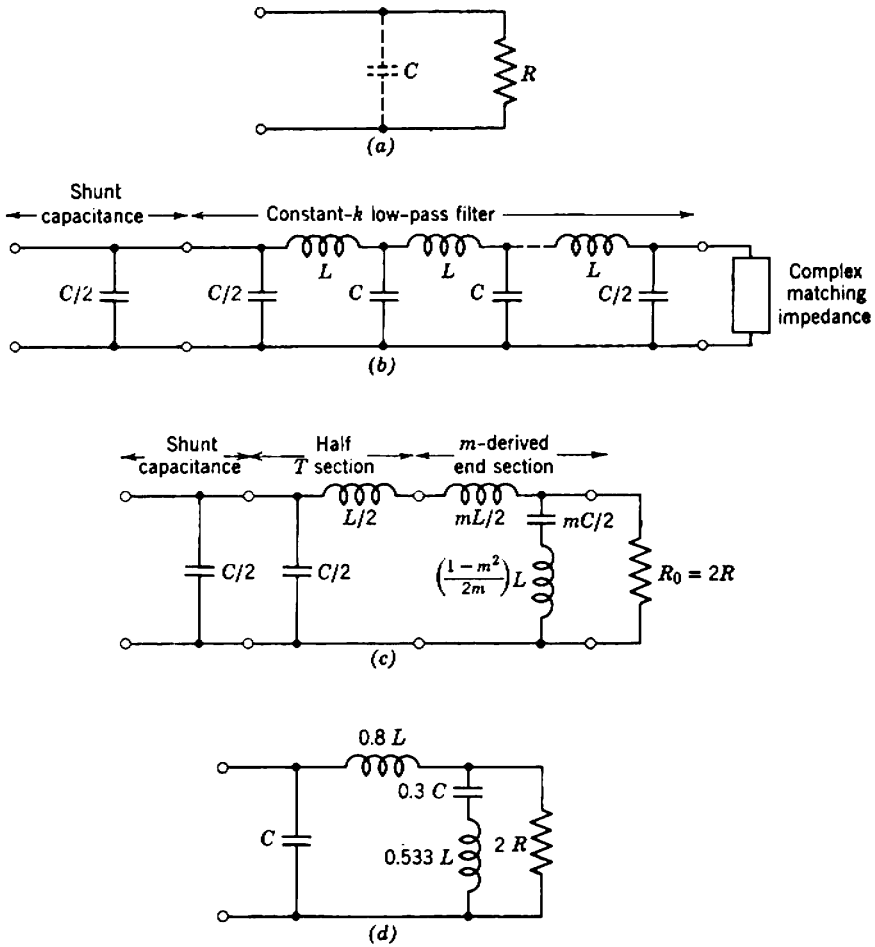 C
R
(a)
Shunt
capacitance
Constant-k low-pass filter
C/2
C/2
L
C
L
C
L
C/2
Complex
matching
impedance
(b)
Shunt
capacitance
Half
T section
m-derived
end section
C/2
C/2
L/2
mL/2
mC/2
(1 − m²/2m) L
R₀ = 2R
(c)
0.8 L
C
0.3 C
0.533 L
2 R
(d)